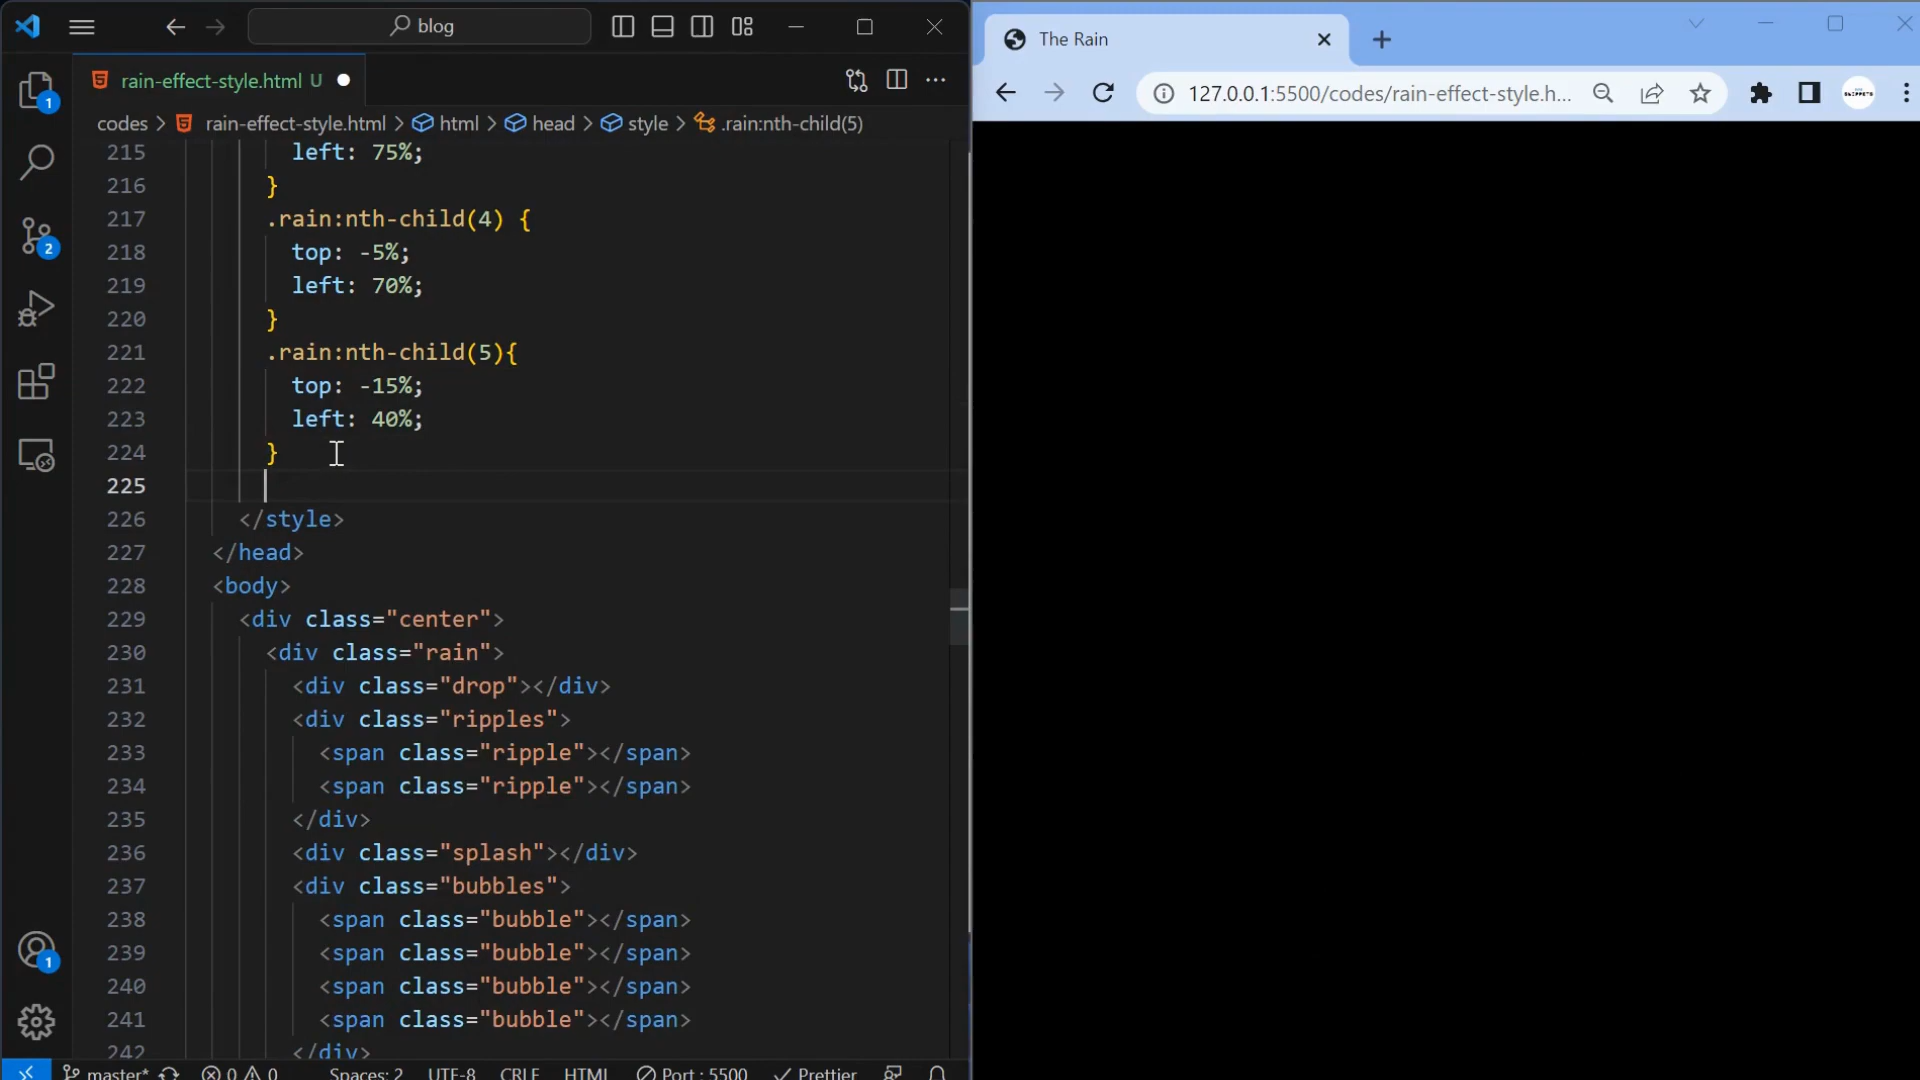 blog
rain-effect-style.html U
codes > rain-effect-style.html > html > head > style > .rain:nth-child(5)
215 left: 75%;
216 }
217 .rain:nth-child(4) {
218 top: -5%;
219 left: 70%;
220 }
221 .rain:nth-child(5){
222 top: -15%;
223 left: 40%;
224 }
225
226 </style>
227 </head>
228 <body>
229 <div class="center">
230 <div class="rain">
231 <div class="drop"></div>
232 <div class="ripples">
233 <span class="ripple"></span>
234 <span class="ripple"></span>
235 </div>
236 <div class="splash"></div>
237 <div class="bubbles">
238 <span class="bubble"></span>
239 <span class="bubble"></span>
240 <span class="bubble"></span>
241 <span class="bubble"></span>
242 </div>
1
2
1
master* 0 0 Spaces: 2 UTF-8 CRLF HTML Port : 5500 Prettier
The Rain
127.0.0.1:5500/codes/rain-effect-style.h...